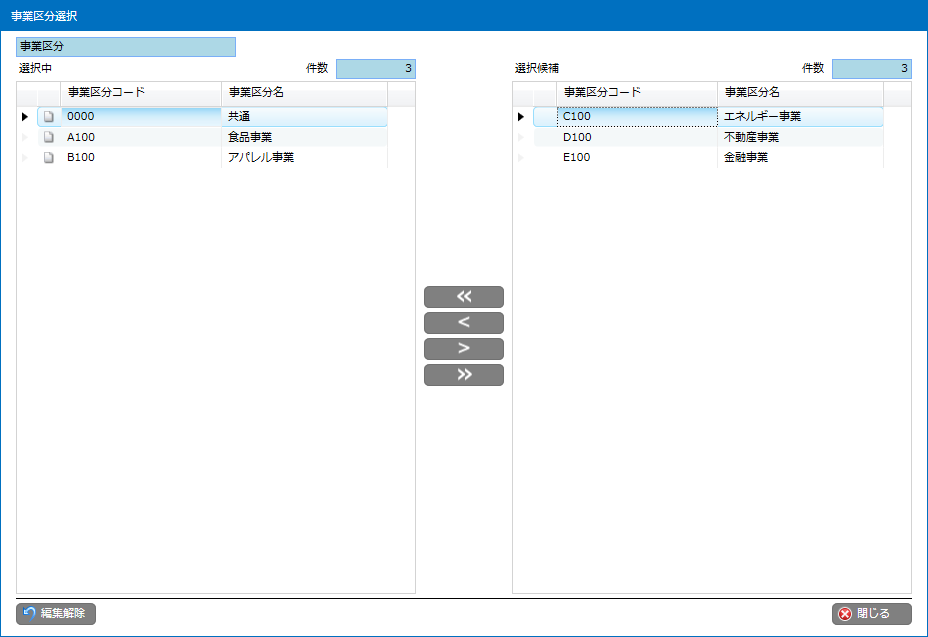 事業区分選択
事業区分
選択中 件数 3
選択候補 件数 3
事業区分コード 事業区分名
0000 共通
A100 食品事業
B100 アパレル事業
事業区分コード 事業区分名
C100 エネルギー事業
D100 不動産事業
E100 金融事業
«
<
>
»
編集解除
閉じる